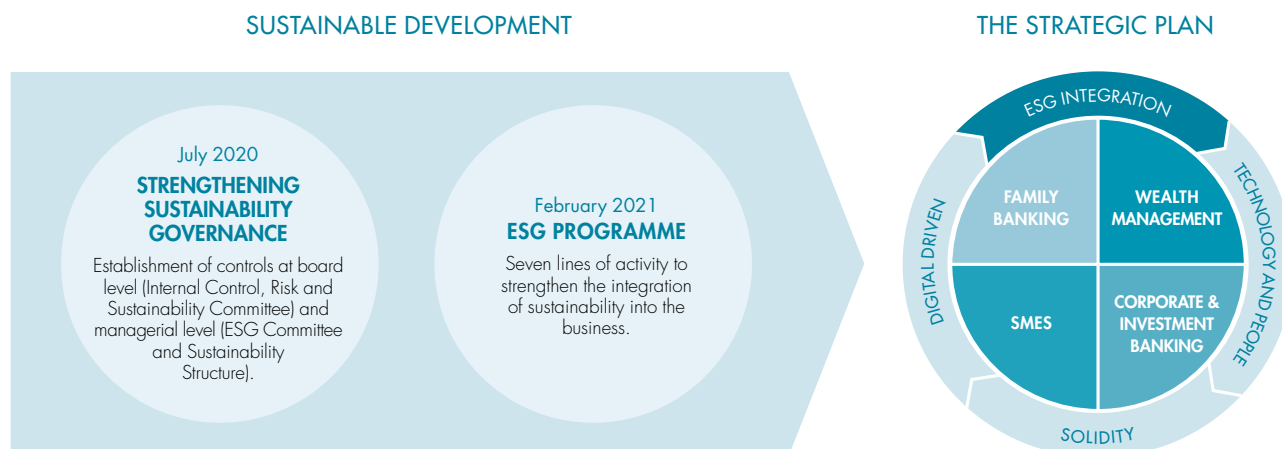 SUSTAINABLE DEVELOPMENT
July 2020
STRENGTHENING
SUSTAINABILITY
GOVERNANCE
Establishment of controls at board
level (Internal Control, Risk and
Sustainability Committee) and
managerial level (ESG Committee
and Sustainability
Structure).
February 2021
ESG PROGRAMME
Seven lines of activity to
strengthen the integration
of sustainability into the
business.
THE STRATEGIC PLAN
ESG INTEGRATION
TECHNOLOGY AND PEOPLE
SOLIDITY
DIGITAL DRIVEN
FAMILY
BANKING
WEALTH
MANAGEMENT
SMES
CORPORATE &
INVESTMENT
BANKING